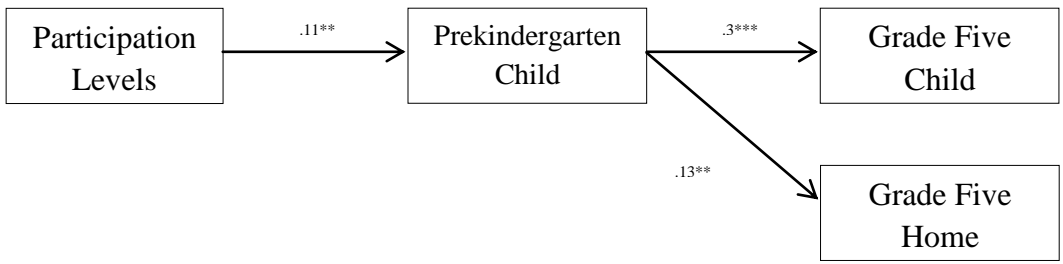 Participation
Levels
.11**
Prekindergarten
Child
.3***
Grade Five
Child
.13**
Grade Five
Home